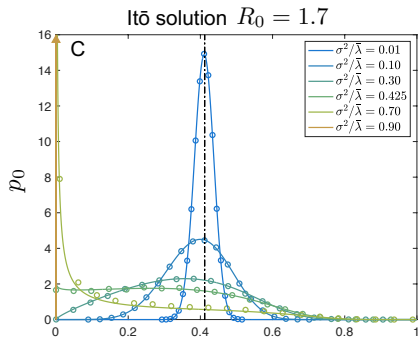 Itō solution R₀ = 1.7
C
σ²/λ̄ = 0.01
σ²/λ̄ = 0.10
σ²/λ̄ = 0.30
σ²/λ̄ = 0.425
σ²/λ̄ = 0.70
σ²/λ̄ = 0.90
p₀
16
14
12
10
8
6
4
2
0
0 0.2 0.4 0.6 0.8 1